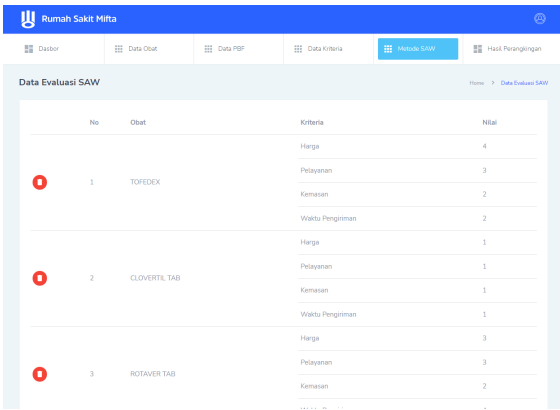 Rumah Sakit Mifta
Dasbor Data Obat Data PBF Data Kriteria Metode SAW Hasil Perangkingan
Data Evaluasi SAW
Home > Data Evaluasi SAW
No Obat Kriteria Nilai
Harga 4
Pelayanan 3
1 TOFEDEX
Kemasan 2
Waktu Pengiriman 2
Harga 1
Pelayanan 1
2 CLOVERTIL TAB
Kemasan 1
Waktu Pengiriman 1
Harga 3
Pelayanan 3
3 ROTAVER TAB
Kemasan 2